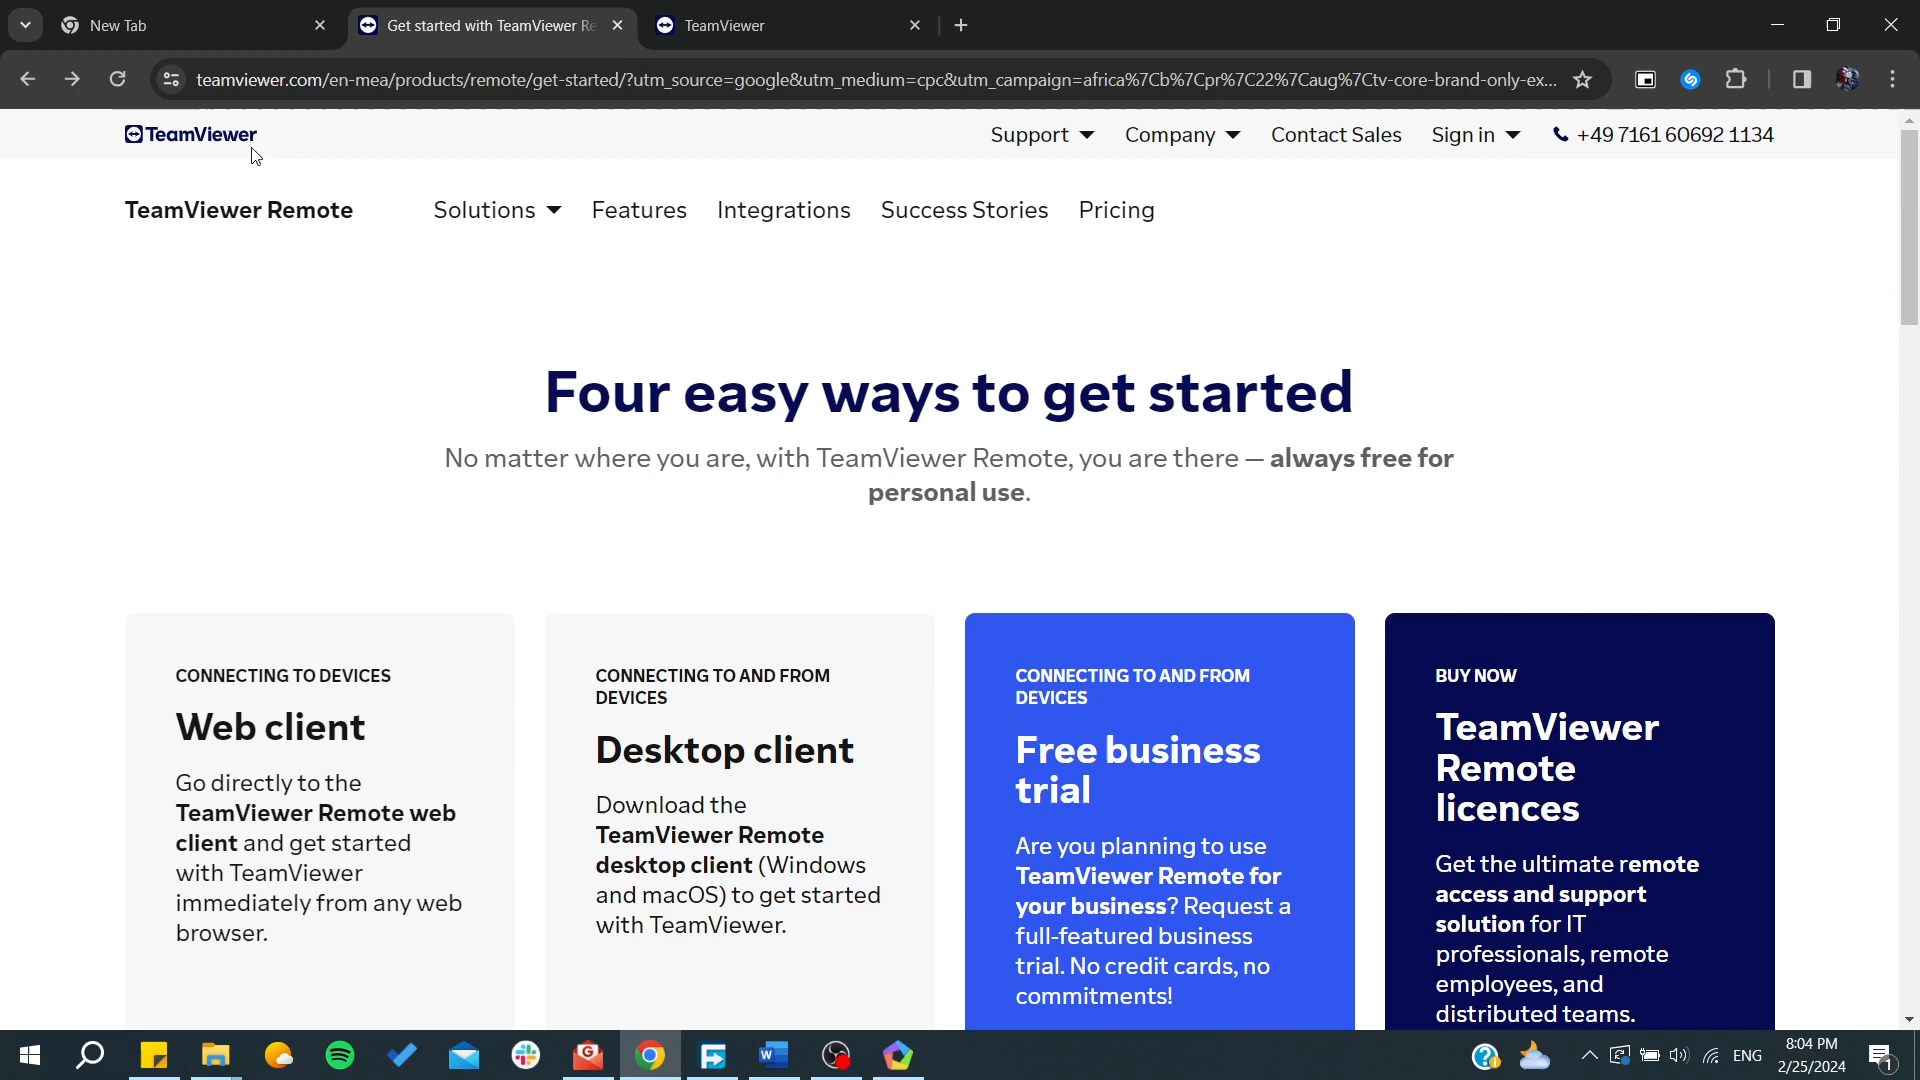 New Tab
Get started with TeamViewer Re
TeamViewer
teamviewer.com/en-mea/products/remote/get-started/?utm_source=google&utm_medium=cpc&utm_campaign=africa%7Cb%7Cpr%7C22%7Caug%7Ctv-core-brand-only-ex...
TeamViewer
Support
Company
Contact Sales
Sign in
+49 7161 60692 1134
TeamViewer Remote
Solutions
Features
Integrations
Success Stories
Pricing
Four easy ways to get started
No matter where you are, with TeamViewer Remote, you are there — always free for
personal use.
CONNECTING TO DEVICES
Web client
Go directly to the
TeamViewer Remote web
client and get started
with TeamViewer
immediately from any web
browser.
CONNECTING TO AND FROM
DEVICES
Desktop client
Download the
TeamViewer Remote
desktop client (Windows
and macOS) to get started
with TeamViewer.
CONNECTING TO AND FROM
DEVICES
Free business
trial
Are you planning to use
TeamViewer Remote for
your business? Request a
full-featured business
trial. No credit cards, no
commitments!
BUY NOW
TeamViewer
Remote
licences
Get the ultimate remote
access and support
solution for IT
professionals, remote
employees, and
distributed teams.
ENG
8:04 PM
2/25/2024
1